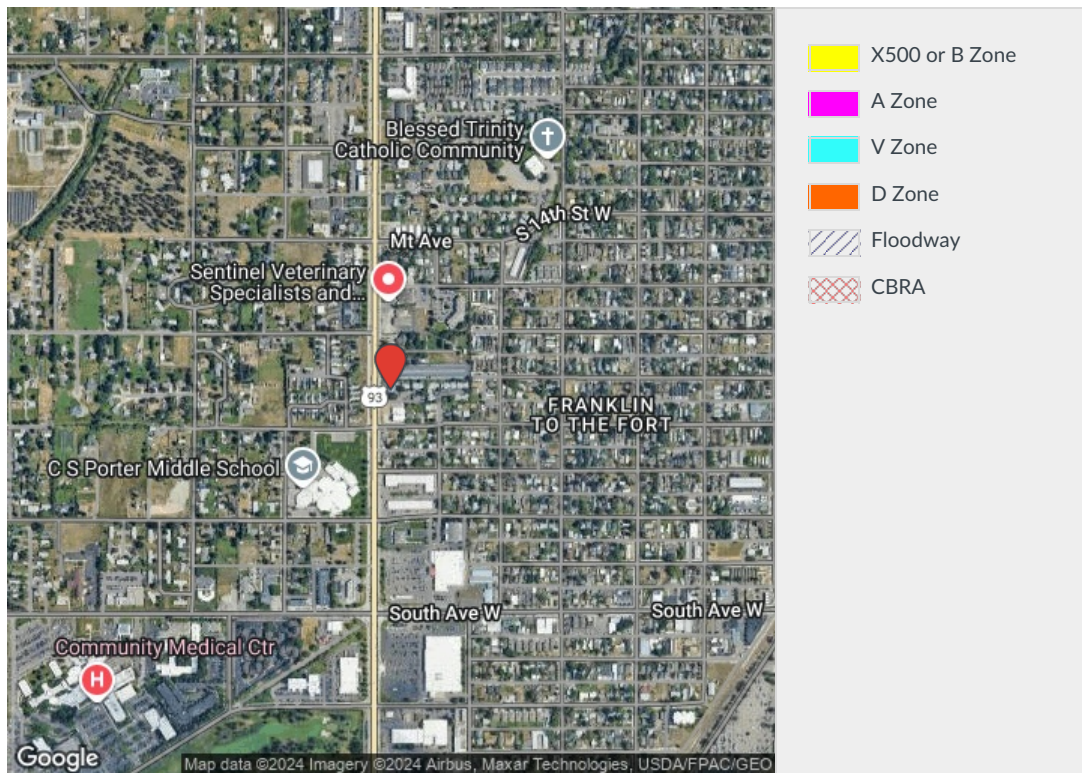 Blessed Trinity
Catholic Community
S 14th St W
Mt Ave
Sentinel Veterinary
Specialists and...
93
FRANKLIN
TO THE FORT
C S Porter Middle School
South Ave W
South Ave W
Community Medical Ctr
H
Google
Map data ©2024 Imagery ©2024 Airbus, Maxar Technologies, USDA/FPAC/GEO
X500 or B Zone
A Zone
V Zone
D Zone
Floodway
CBRA